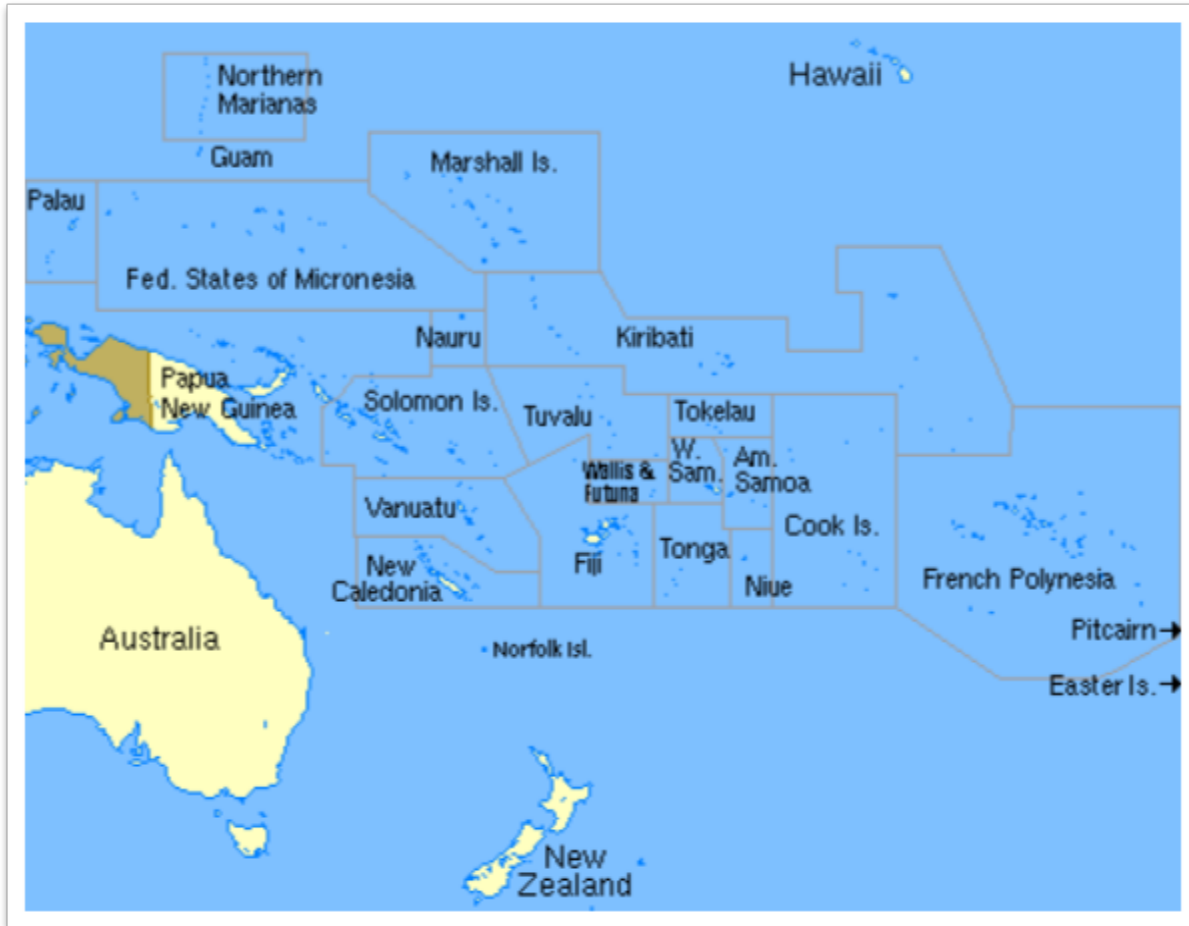 Hawaii
Northern
Marianas
Guam
Marshall Is.
Palau
Fed. States of Micronesia
Nauru
Kiribati
Papua
New Guinea
Solomon Is.
Tuvalu
Tokelau
W.
Sam.
Am.
Samoa
Wallis &
Futuna
Vanuatu
Cook Is.
Fiji
Tonga
New
Caledonia
Niue
French Polynesia
Australia
Norfolk Isl.
Pitcairn
Easter Is.
New
Zealand